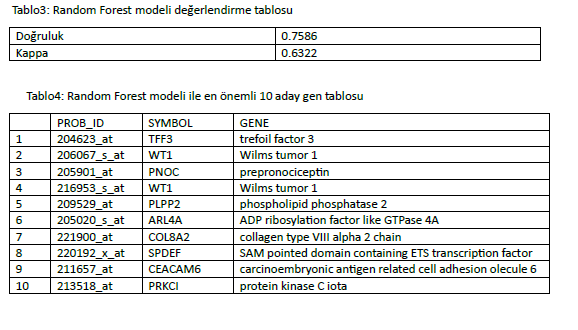 Tablo3: Random Forest modeli değerlendirme tablosu
Doğruluk 0.7586
Kappa 0.6322
Tablo4: Random Forest modeli ile en önemli 10 aday gen tablosu
PROB_ID SYMBOL GENE
1 204623_at TFF3 trefoil factor 3
2 206067_s_at WT1 Wilms tumor 1
3 205901_at PNOC prepronociceptin
4 216953_s_at WT1 Wilms tumor 1
5 209529_at PLPP2 phospholipid phosphatase 2
6 205020_s_at ARL4A ADP ribosylation factor like GTPase 4A
7 221900_at COL8A2 collagen type VIII alpha 2 chain
8 220192_x_at SPDEF SAM pointed domain containing ETS transcription factor
9 211657_at CEACAM6 carcinoembryonic antigen related cell adhesion olecule 6
10 213518_at PRKCI protein kinase C iota